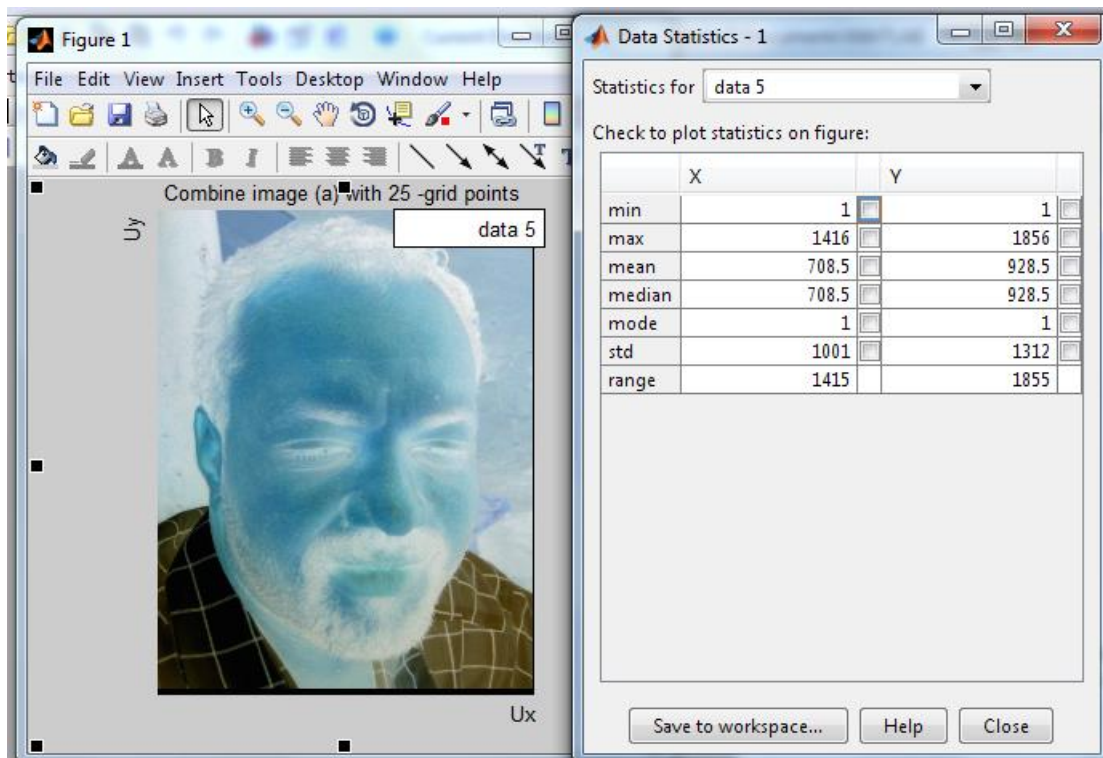 Figure 1
File Edit View Insert Tools Desktop Window Help
B I
Combine image (a) with 25 -grid points
Uy
data 5
Ux
Data Statistics - 1
Statistics for data 5
Check to plot statistics on figure:
X Y
min 1 1
max 1416 1856
mean 708.5 928.5
median 708.5 928.5
mode 1 1
std 1001 1312
range 1415 1855
Save to workspace... Help Close